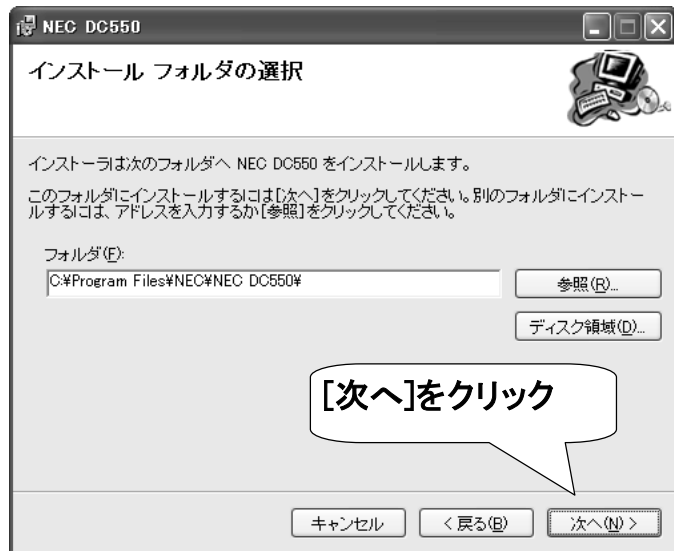 NEC DC550
インストール フォルダの選択
インストーラは次のフォルダへ NEC DC550 をインストールします。
このフォルダにインストールするには[次へ]をクリックしてください。別のフォルダにインストー
ルするには、アドレスを入力するか[参照]をクリックしてください。
フォルダ(F):
C:¥Program Files¥NEC¥NEC DC550¥
参照(R)...
ディスク領域(D)...
[次へ]をクリック
キャンセル
< 戻る(B)
次へ(N) >